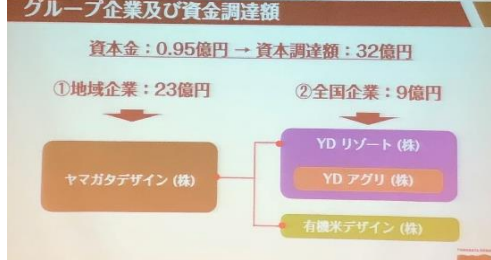 グループ企業及び資金調達額
資本金：0.95億円 → 資本調達額：32億円
①地域企業：23億円
②全国企業：9億円
ヤマガタデザイン (株)
YD リゾート (株)
YD アグリ (株)
有機米デザイン (株)